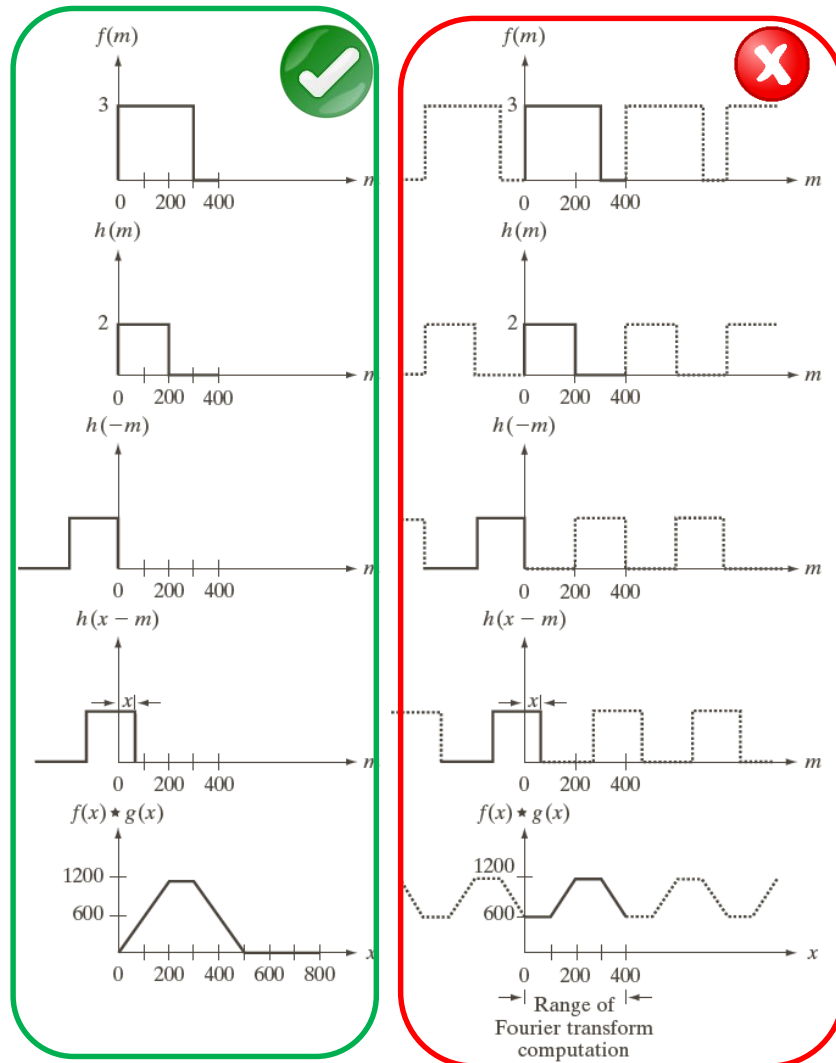 f(m)
3
m
0 200 400
h(m)
2
m
0 200 400
h(−m)
m
0 200 400
h(x − m)
x
m
0 200 400
f(x) ★ g(x)
1200
600
x
0 200 400 600 800
f(m)
3
m
0 200 400
h(m)
2
m
0 200 400
h(−m)
m
0 200 400
h(x − m)
x
m
0 200 400
f(x) ★ g(x)
1200
600
x
0 200 400
Range of
Fourier transform
computation